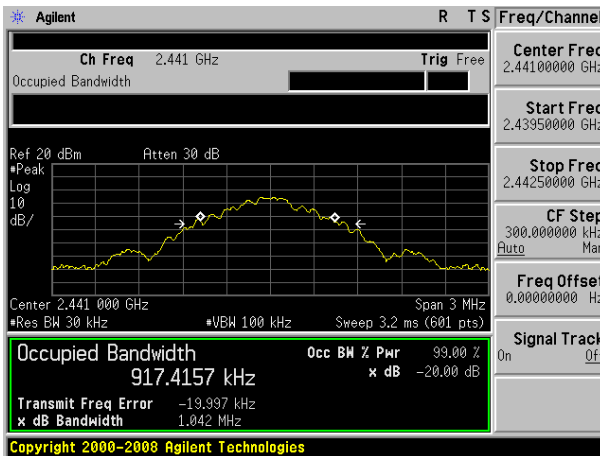 Agilent R T S Freq/Channel
Ch Freq 2.441 GHz Trig Free
Occupied Bandwidth
Center Freq
2.44100000 GHz
Start Freq
2.43950000 GHz
Stop Freq
2.44250000 GHz
CF Step
300.000000 kHz
Auto Man
Freq Offset
0.00000000 Hz
Signal Track
On Off
Ref 20 dBm Atten 30 dB
#Peak
Log
10
dB/
Center 2.441 000 GHz Span 3 MHz
#Res BW 30 kHz #VBW 100 kHz Sweep 3.2 ms (601 pts)
Occupied Bandwidth Occ BW % Pwr 99.00 %
917.4157 kHz x dB -20.00 dB
Transmit Freq Error -19.997 kHz
x dB Bandwidth 1.042 MHz
Copyright 2000-2008 Agilent Technologies